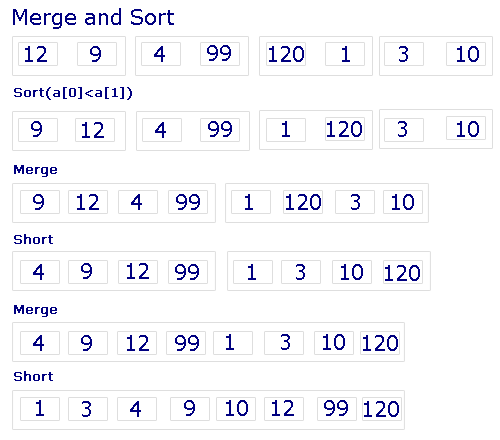 Merge and Sort
12 9 4 99 120 1 3 10
Sort(a[0]<a[1])
9 12 4 99 1 120 3 10
Merge
9 12 4 99 1 120 3 10
Short
4 9 12 99 1 3 10 120
Merge
4 9 12 99 1 3 10 120
Short
1 3 4 9 10 12 99 120